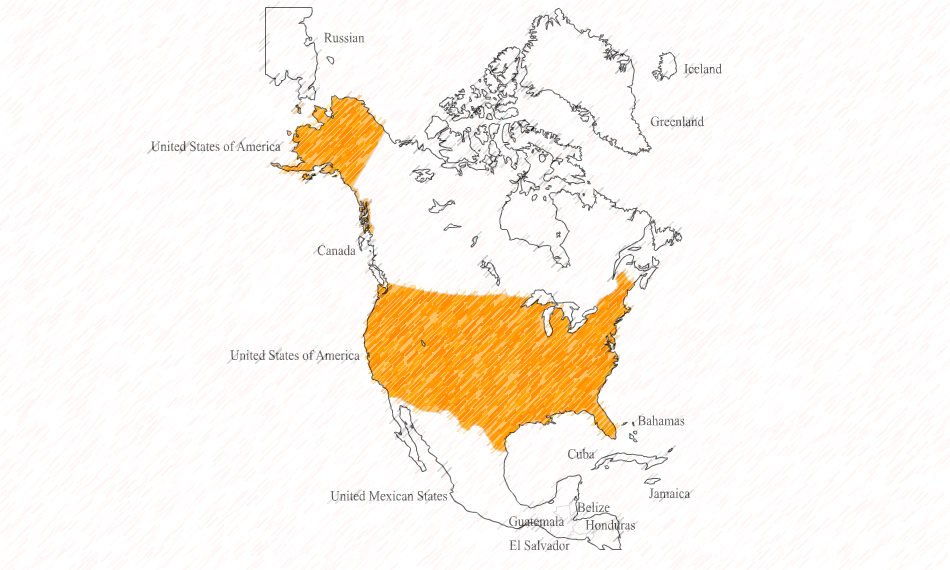 Russian
Iceland
Greenland
United States of America
Canada
United States of America
Bahamas
Cuba
Jamaica
United Mexican States
Belize
Guatemala
Honduras
El Salvador